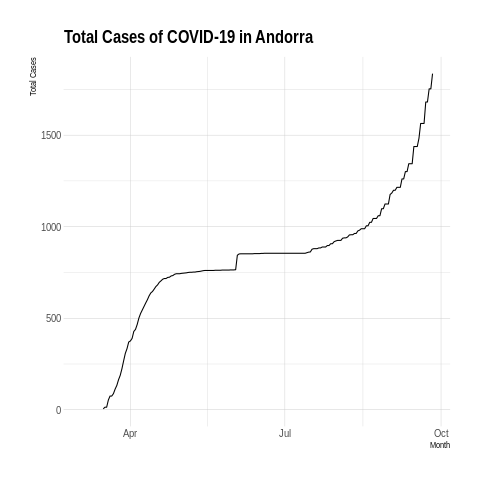 Total Cases of COVID-19 in Andorra
Total Cases
1500
1000
500
0
Apr
Jul
Oct
Month